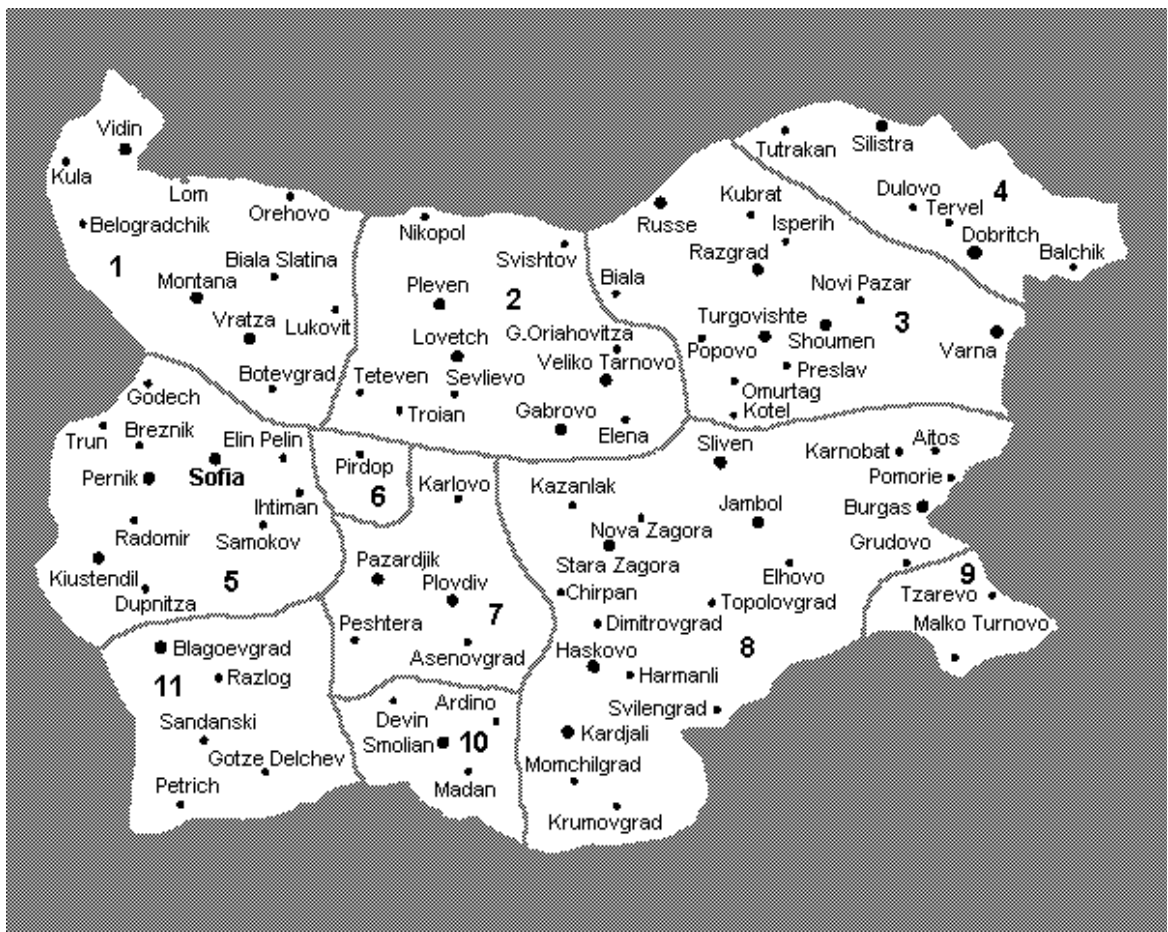 Vidin
Kula
Lom
Orehovo
Belogradchik
1
Biala Slatina
Montana
Lukovit
Vratza
Botevgrad
Nikopol
Svishtov
Pleven
2
G.Oriahovitza
Lovetch
Veliko Tarnovo
Teteven
Sevlievo
Troian
Gabrovo
Elena
Biala
Russe
Kubrat
Isperih
Razgrad
Novi Pazar
Turgovishte
3
Shoumen
Popovo
Varna
Preslav
Omurtag
Kotel
Tutrakan
Silistra
Dulovo
4
Tervel
Dobritch
Balchik
Godech
Trun
Breznik
Elin Pelin
Pernik
Sofia
Ihtiman
Radomir
Samokov
Kiustendil
5
Dupnitza
Pirdop
6
Karlovo
Pazardjik
Plovdiv
7
Peshtera
Asenovgrad
Sliven
Karnobat
Aitos
Pomorie
Kazanlak
Jambol
Burgas
Nova Zagora
Stara Zagora
Grudovo
Elhovo
Chirpan
Topolovgrad
Dimitrovgrad
8
Haskovo
Harmanli
Svilengrad
Kardjali
Momchilgrad
Krumovgrad
9
Tzarevo
Malko Turnovo
Devin
Ardino
Smolian
10
Madan
Blagoevgrad
11
Razlog
Sandanski
Gotze Delchev
Petrich